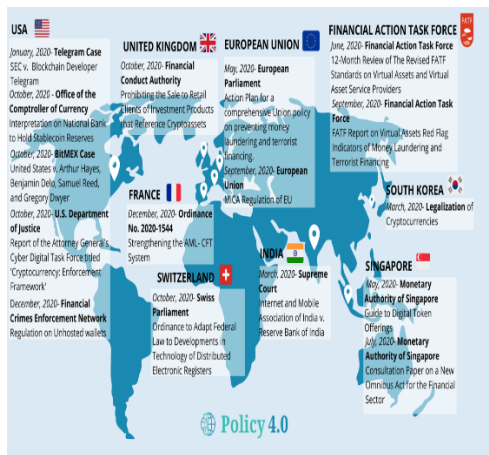 USA
January, 2020- Telegram Case
SEC v. Blockchain Developer
Telegram
October, 2020 - Office of the
Comptroller of Currency
Interpretation on National Bank
to Hold Stablecoin Reserves
October, 2020- BitMEX Case
United States v. Arthur Hayes,
Benjamin Delo, Samuel Reed,
and Gregory Dwyer
October, 2020- U.S. Department
of Justice
Report of the Attorney General's
Cyber Digital Task Force titled
'Cyptocurrency: Enforcement
Framework'
December, 2020- Financial
Crimes Enforcement Network
Regulation on Unhosted wallets
UNITED KINGDOM
October, 2020- Financial
Conduct Authority
Prohibiting the Sale to Retail
Clients of Investment Products
that Reference Cryptoassets
EUROPEAN UNION
May, 2020- European
Parliament
Action Plan for a
comprehensive Union policy
on preventing money
laundering and terrorist
financing.
September, 2020- European
Union
MiCA Regulation of EU
FINANCIAL ACTION TASK FORCE
FATF
June, 2020- Financial Action Task Force
12-Month Review of The Revised FATF
Standards on Virtual Assets and Virtual
Asset Service Providers
September, 2020- Financial Action Task
Force
FATF Report on Virtual Assets Red Flag
Indicators of Money Laundering and
Terrorist Financing
FRANCE
December, 2020- Ordinance
No. 2020-1544
Strengthening the AML- CFT
System
SWITZERLAND
October, 2020- Swiss
Parliament
Ordinance to Adapt Federal
Law to Developments in
Technology of Distributed
Electronic Registers
INDIA
March, 2020- Supreme
Court
Internet and Mobile
Association of India v.
Reserve Bank of India
SOUTH KOREA
March, 2020- Legalization of
Cryptocurrencies
SINGAPORE
May, 2020- Monetary
Authority of Singapore
Guide to Digital Token
Offerings
July, 2020- Monetary
Authority of Singapore
Consultation Paper on a New
Omnibus Act for the Financial
Sector
Policy 4.0